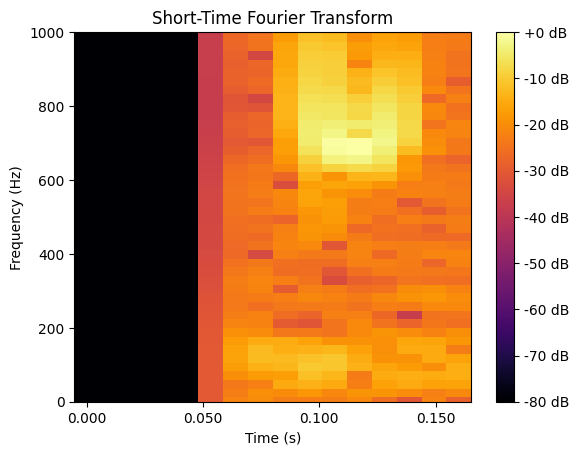 Short-Time Fourier Transform
1000
800
600
400
200
0
Frequency (Hz)
0.000
0.050
0.100
0.150
Time (s)
+0 dB
-10 dB
-20 dB
-30 dB
-40 dB
-50 dB
-60 dB
-70 dB
-80 dB